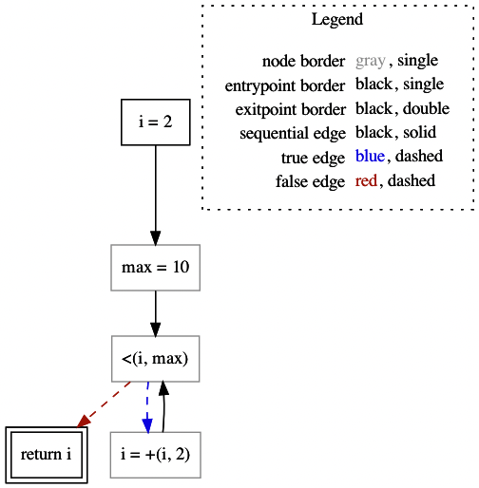 Legend
node border gray, single
entrypoint border black, single
exitpoint border black, double
sequential edge black, solid
true edge blue, dashed
false edge red, dashed
i = 2
max = 10
<(i, max)
return i
i = +(i, 2)